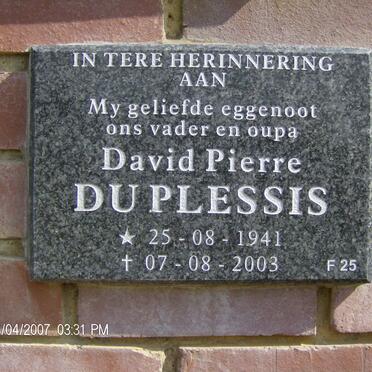 IN TERE HERINNERING
AAN
My geliefde eggenoot
ons vader en oupa
David Pierre
DU PLESSIS
★ 25 - 08 - 1941
† 07 - 08 - 2003 F 25
/04/2007 03:31 PM